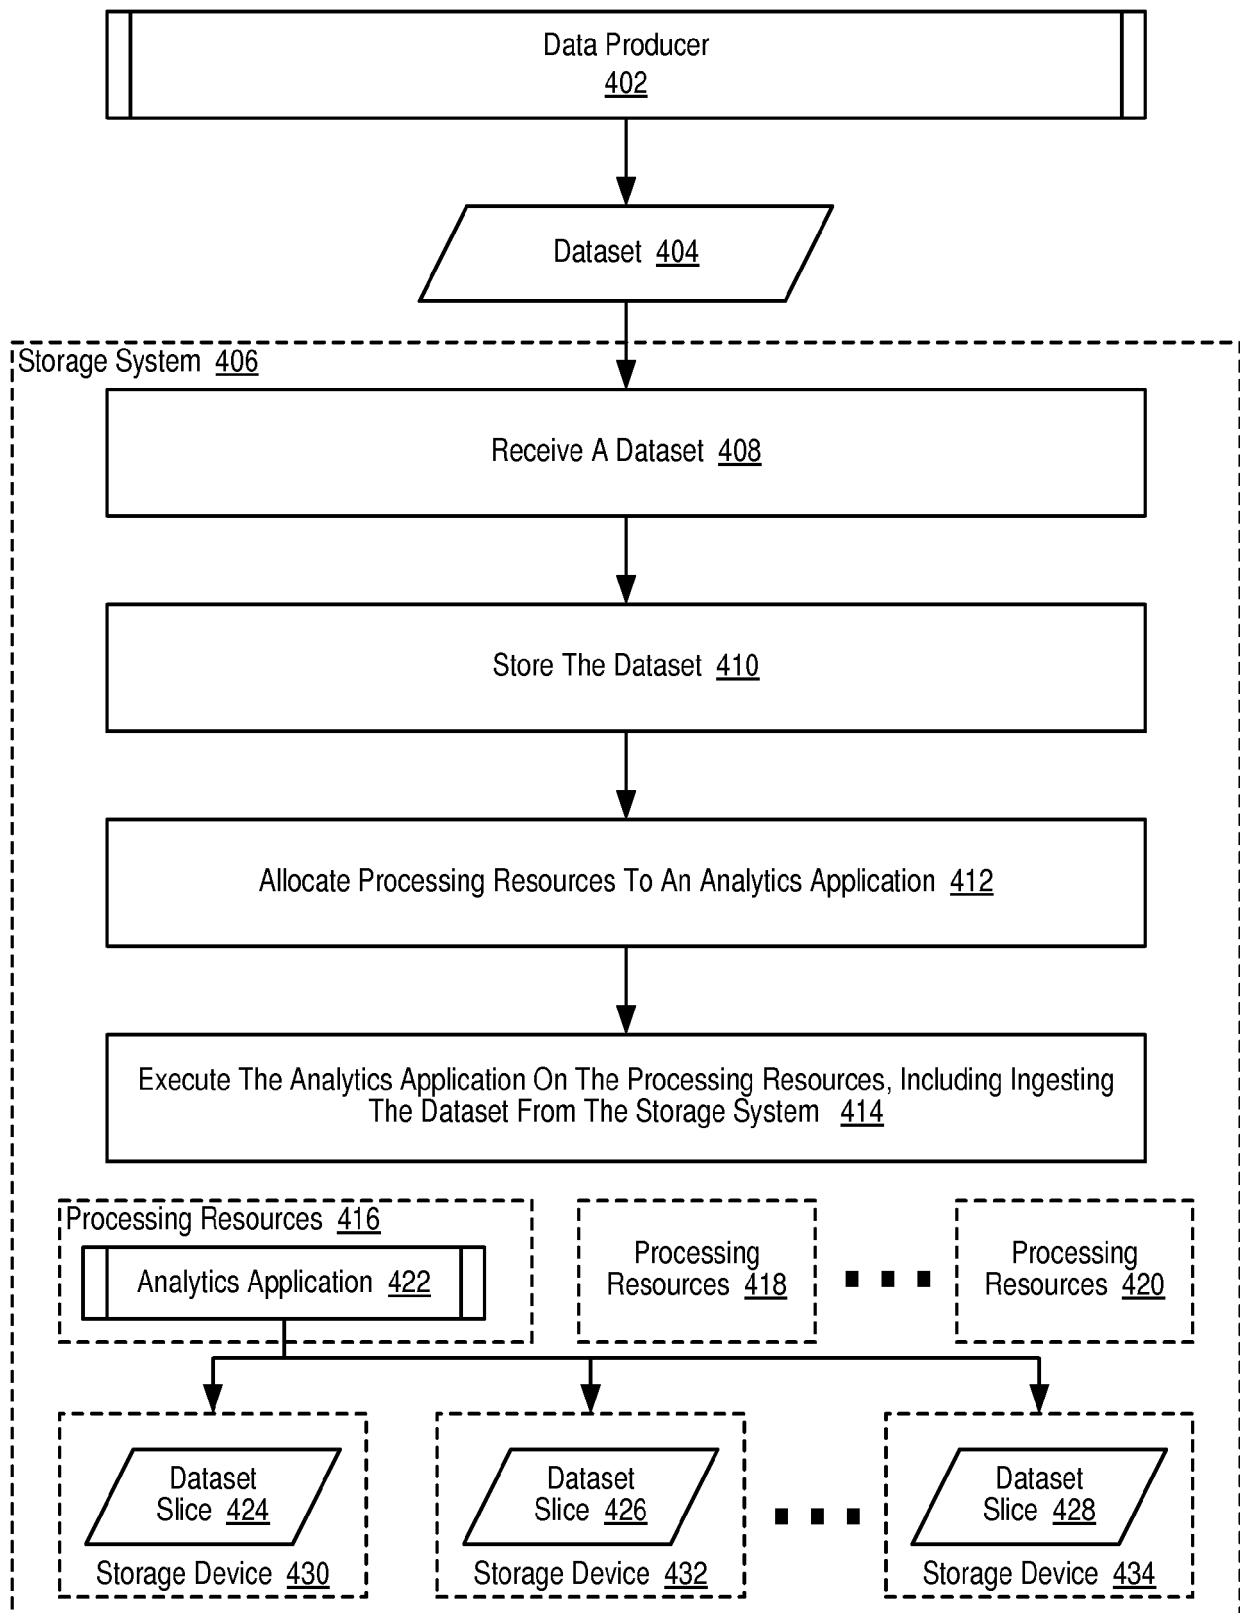 Data Producer
402
Dataset 404
Storage System 406
Receive A Dataset 408
Store The Dataset 410
Allocate Processing Resources To An Analytics Application 412
Execute The Analytics Application On The Processing Resources, Including Ingesting
The Dataset From The Storage System 414
Processing Resources 416
Analytics Application 422
Processing
Resources 418
Processing
Resources 420
Dataset
Slice 424
Storage Device 430
Dataset
Slice 426
Storage Device 432
Dataset
Slice 428
Storage Device 434